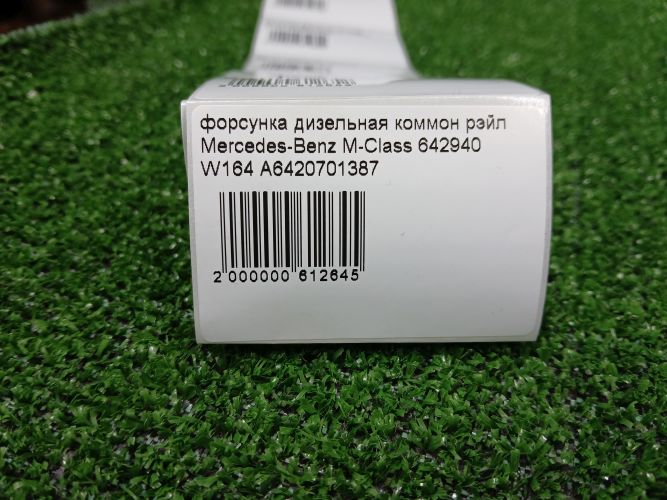 форсунка дизельная коммон рэйл
Mercedes-Benz M-Class 642940
W164 A6420701387
2 000000 612645